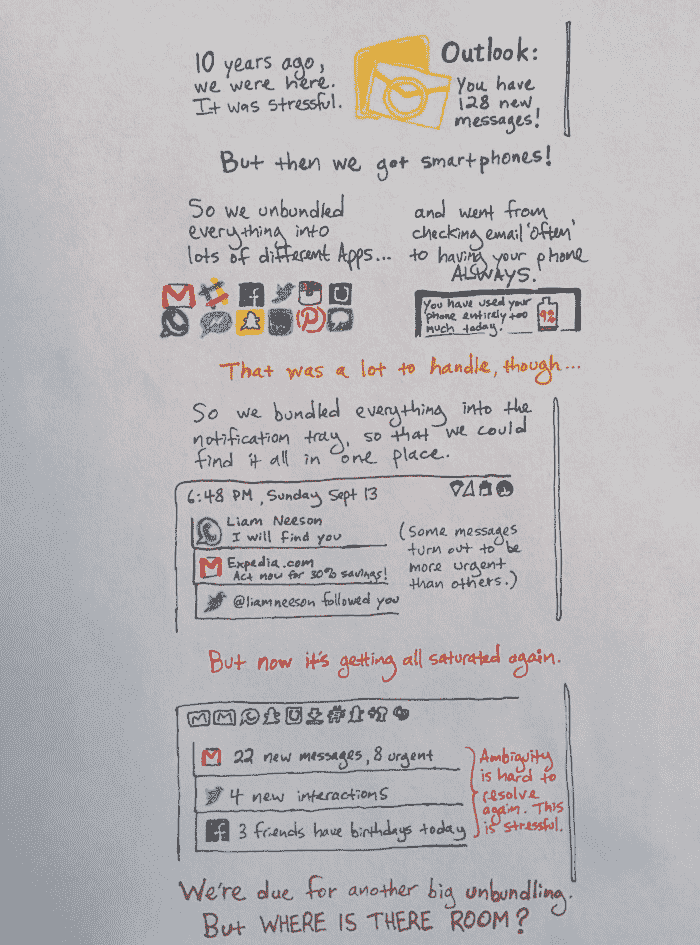 10 years ago,
we were here.
It was stressful.
Outlook:
You have
128 new
messages!
But then we got smartphones!
So we unbundled
everything into
lots of different Apps...
and went from
checking email 'often'
to having your phone
ALWAYS.
You have used your
phone entirely too
much today!
9%
That was a lot to handle, though...
So we bundled everything into the
notification tray, so that we could
find it all in one place.
6:48 PM, Sunday Sept 13
Liam Neeson
I will find you
Expedia.com
Act now for 30% savings!
@liamneeson followed you
(Some messages
turn out to be
more urgent
than others.)
But now it's getting all saturated again.
22 new messages, 8 urgent
4 new interactions
3 friends have birthdays today
Ambiguity
is hard to
resolve
again. This
is stressful.
We're due for another big unbundling.
But WHERE IS THERE ROOM?